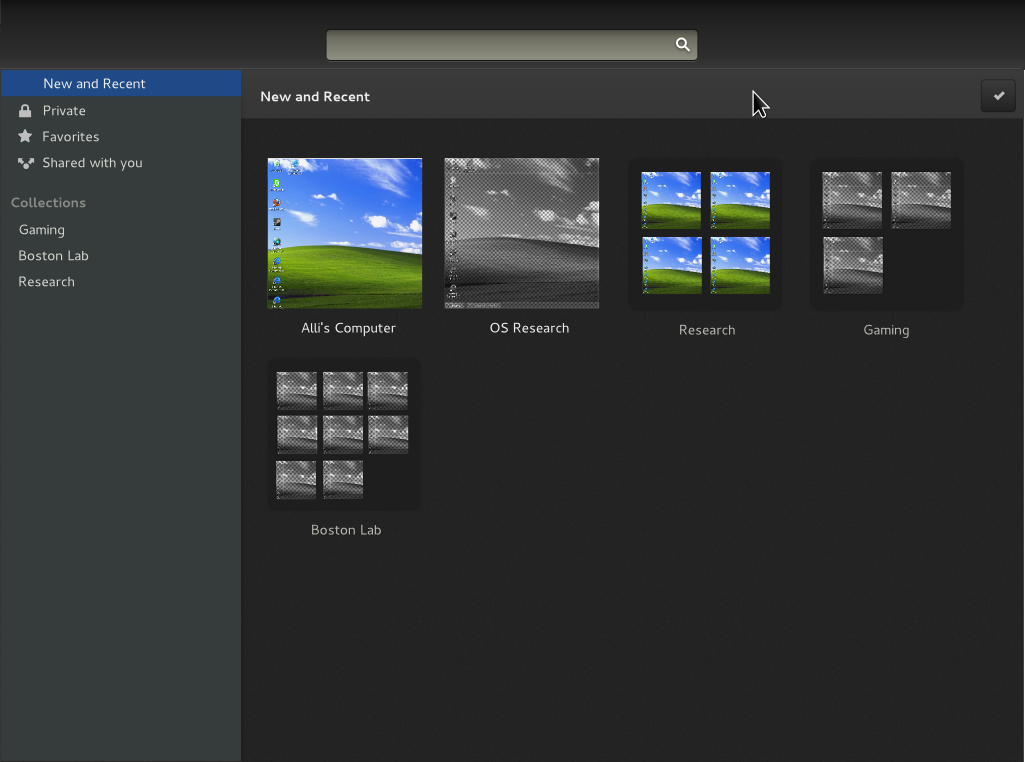 New and Recent
Private
Favorites
Shared with you
Collections
Gaming
Boston Lab
Research
New and Recent
Alli's Computer
OS Research
Research
Gaming
Boston Lab